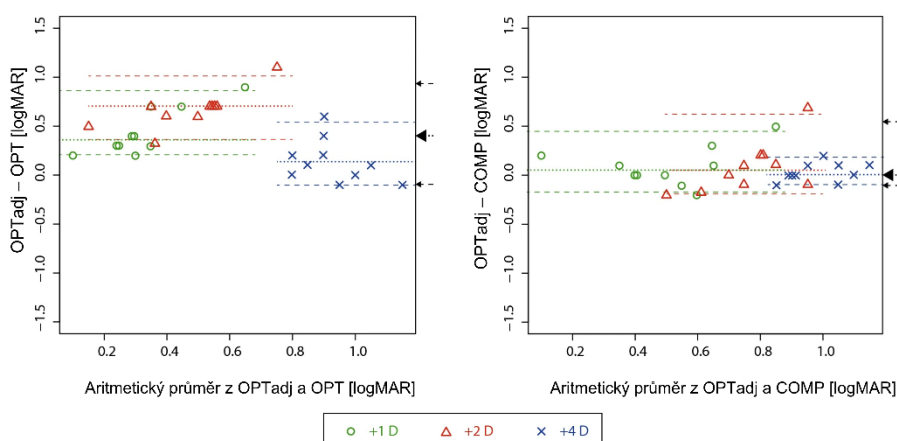 OPTadj – OPT [logMAR]
1.5
1.0
0.5
0.0
−0.5
−1.0
−1.5
0.2 0.4 0.6 0.8 1.0
Aritmetický průměr z OPTadj a OPT [logMAR]
OPTadj – COMP [logMAR]
1.5
1.0
0.5
0.0
−0.5
−1.0
−1.5
0.2 0.4 0.6 0.8 1.0
Aritmetický průměr z OPTadj a COMP [logMAR]
+1 D +2 D +4 D